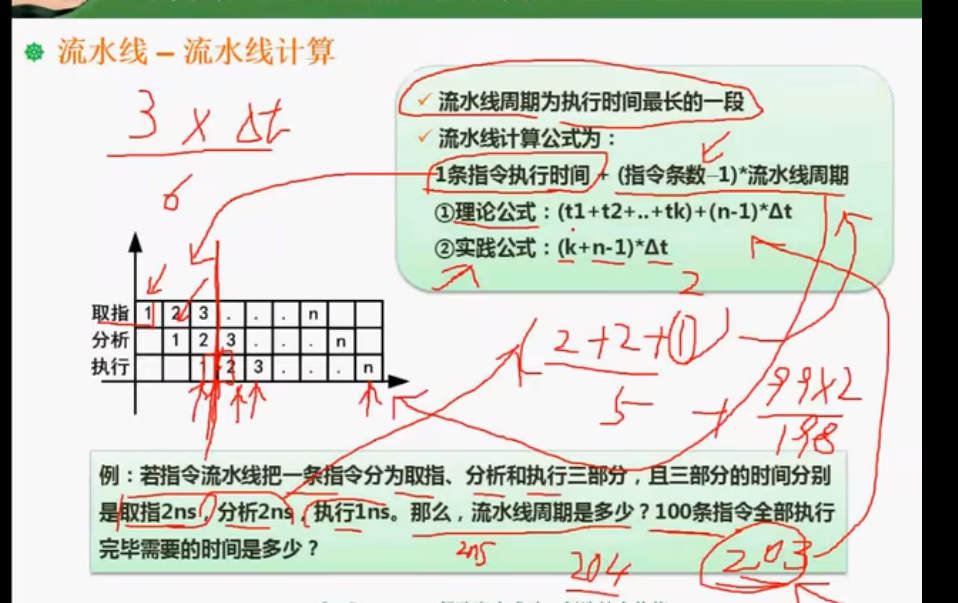 流水线 – 流水线计算
3 × Δt
6
✓ 流水线周期为执行时间最长的一段
✓ 流水线计算公式为：
1条指令执行时间 + (指令条数-1)*流水线周期
①理论公式：(t1+t2+..+tk)+(n-1)*Δt
②实践公式：(k+n-1)*Δt
2
取指 1 2 3 . . . n
分析 1 2 3 . . . n
执行 1 2 3 . . . n
(2+2+1)
5 + 99×2
198
例：若指令流水线把一条指令分为取指、分析和执行三部分，且三部分的时间分别
是取指2ns，分析2ns，执行1ns。那么，流水线周期是多少？100条指令全部执行
完毕需要的时间是多少？
2ns
204
203